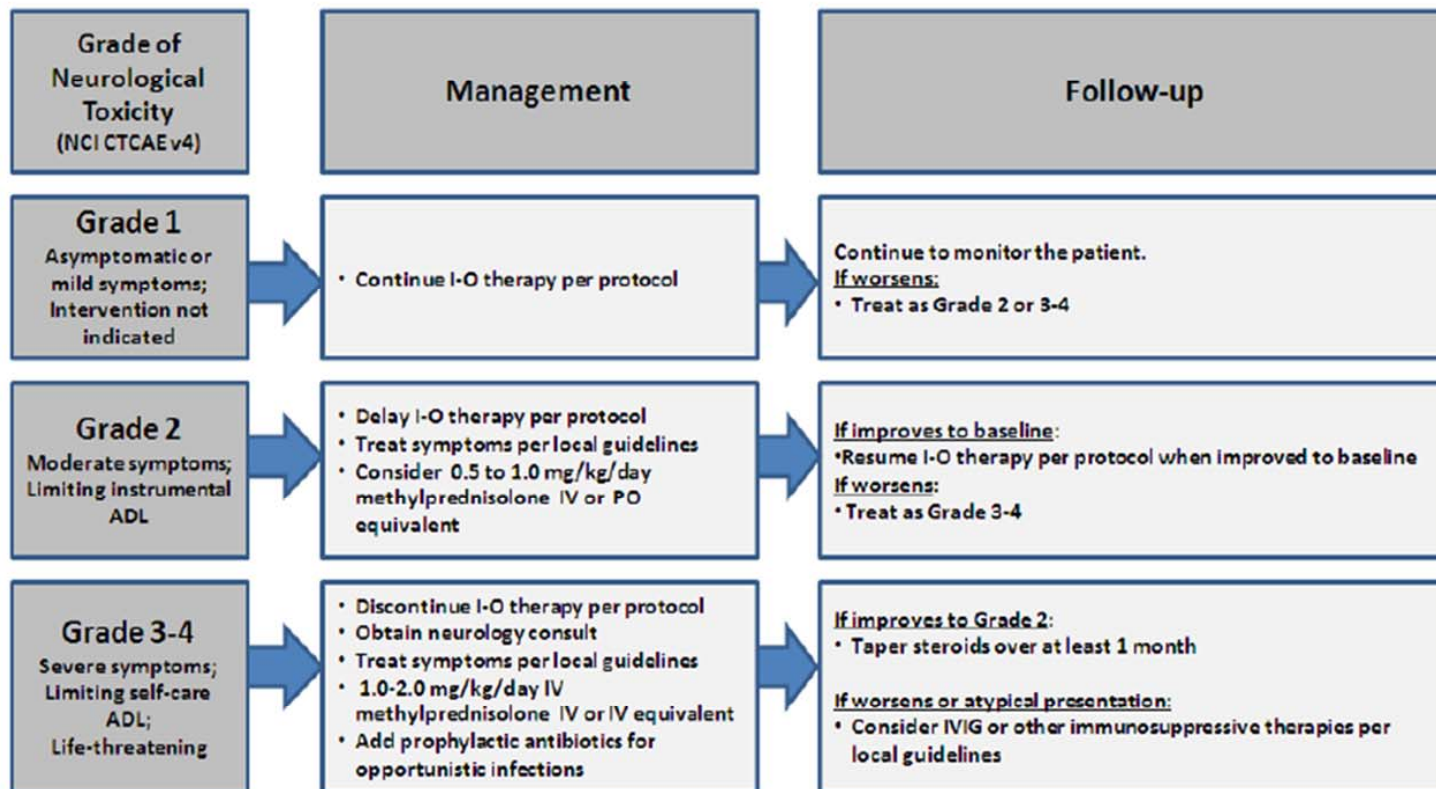 Grade of
Neurological
Toxicity
(NCI CTCAE v4)
Management
Follow-up
Grade 1
Asymptomatic or
mild symptoms;
Intervention not
indicated
• Continue I-O therapy per protocol
Continue to monitor the patient.
If worsens:
• Treat as Grade 2 or 3-4
Grade 2
Moderate symptoms;
Limiting instrumental
ADL
• Delay I-O therapy per protocol
• Treat symptoms per local guidelines
• Consider 0.5 to 1.0 mg/kg/day
methylprednisolone IV or PO
equivalent
If improves to baseline:
•Resume I-O therapy per protocol when improved to baseline
If worsens:
• Treat as Grade 3-4
Grade 3-4
Severe symptoms;
Limiting self-care
ADL;
Life-threatening
• Discontinue I-O therapy per protocol
• Obtain neurology consult
• Treat symptoms per local guidelines
• 1.0-2.0 mg/kg/day IV
methylprednisolone IV or IV equivalent
• Add prophylactic antibiotics for
opportunistic infections
If improves to Grade 2:
• Taper steroids over at least 1 month
If worsens or atypical presentation:
• Consider IVIG or other immunosuppressive therapies per
local guidelines